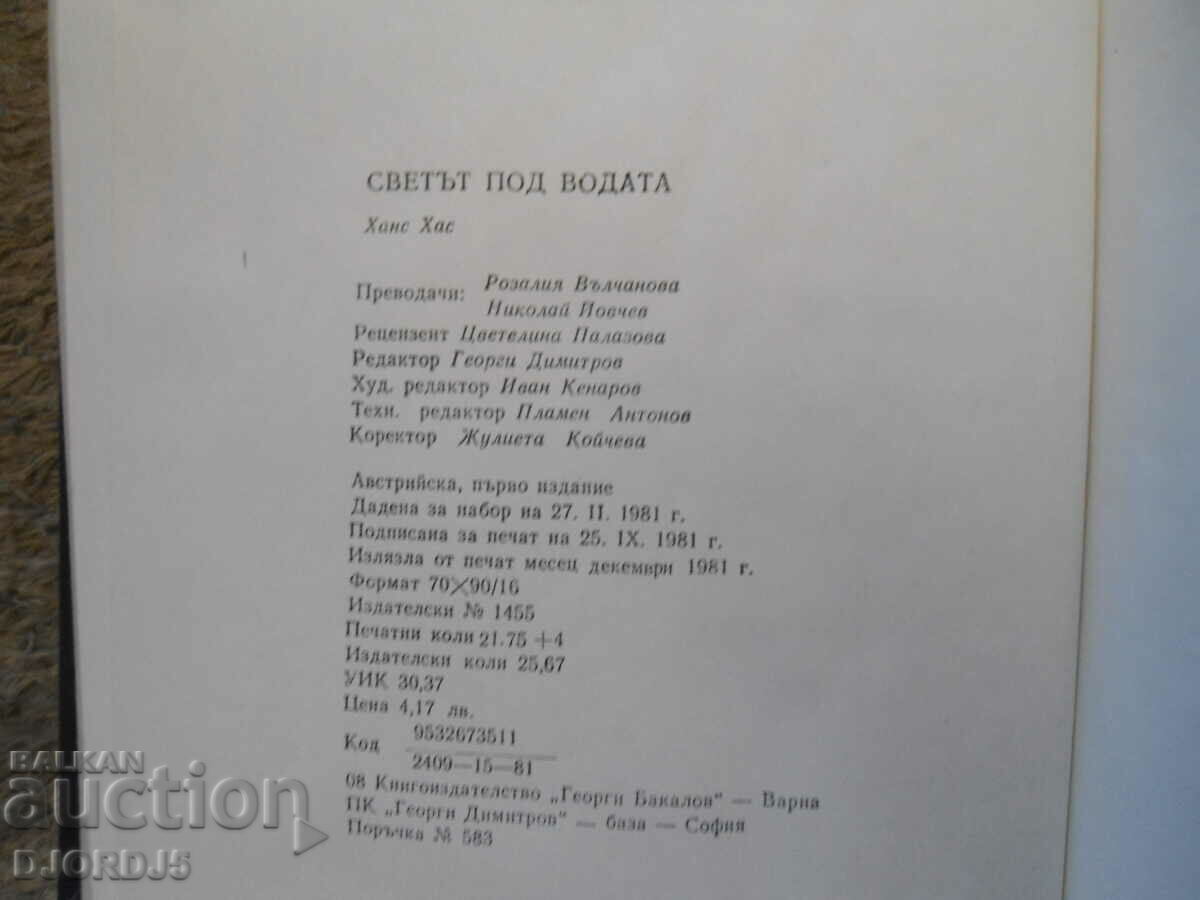 СВЕТЪТ ПОД ВОДАТА
Ханс Хас
Преводачи: Розалия Вълчанова
Николай Йовчев
Рецензент Цветелина Палазова
Редактор Георги Димитров
Худ. редактор Иван Кенаров
Техн. редактор Пламен Антонов
Коректор Жулиета Койчева
Австрийска, първо издание
Дадена за набор на 27. II. 1981 г.
Подписана за печат на 25. IX. 1981 г.
Излязла от печат месец декември 1981 г.
Формат 70×90/16
Издателски № 1455
Печатни коли 21.75 +4
Издателски коли 25,67
УИК 30,37
Цена 4,17 лв.
Код 9532673511
2409—15—81
08 Книгоиздателство „Георги Бакалов" — Варна
ПК „Георги Димитров" — база — София
Поръчка № 583
BALKAN
auction
DJORDJ5